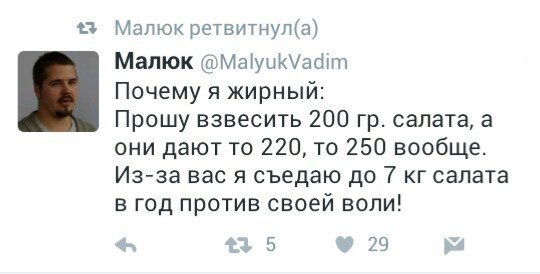 Малюк ретвитнул(а)
Малюк @MalyukVadim
Почему я жирный:
Прошу взвесить 200 гр. салата, а
они дают то 220, то 250 вообще.
Из-за вас я съедаю до 7 кг салата
в год против своей воли!
5 29